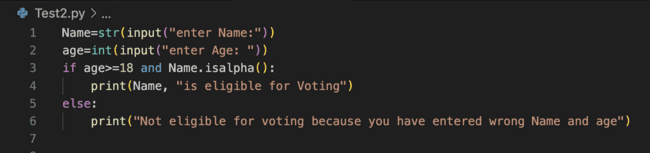 Test2.py > ...
1 Name=str(input("enter Name:"))
2 age=int(input("enter Age: "))
3 if age>=18 and Name.isalpha():
4     print(Name, "is eligible for Voting")
5 else:
6     print("Not eligible for voting because you have entered wrong Name and age")
7